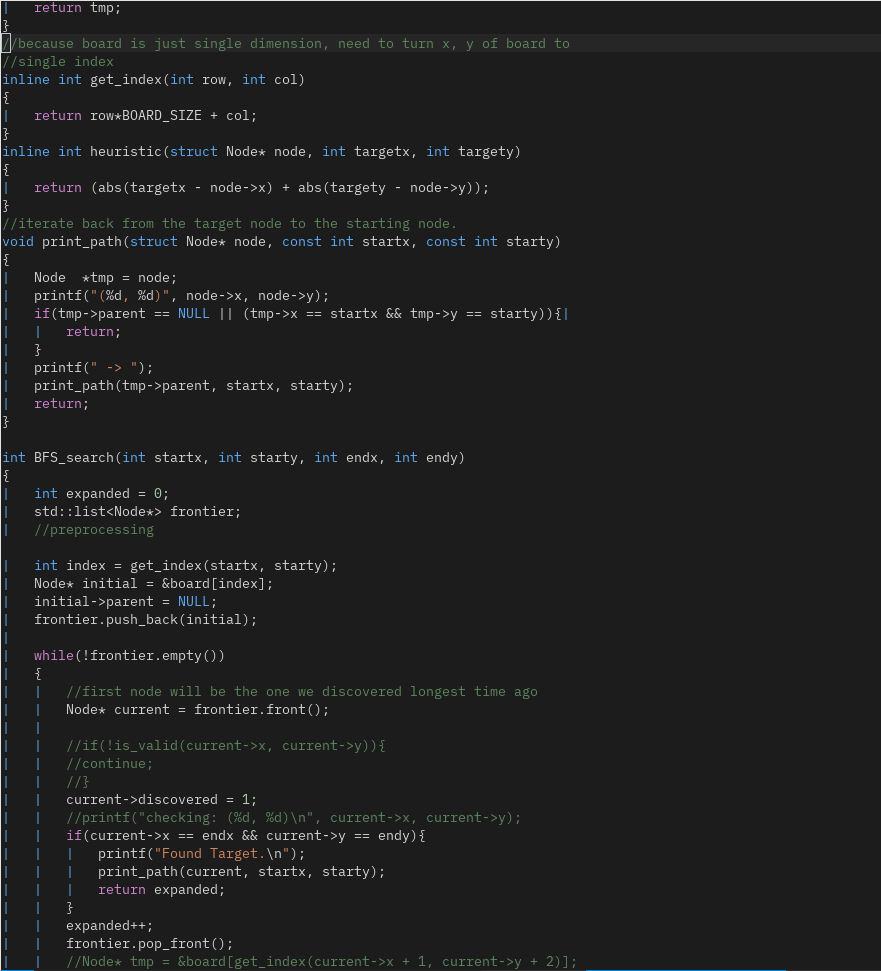 return tmp;
}
//because board is just single dimension, need to turn x, y of board to
//single index
inline int get_index(int row, int col)
{
return row*BOARD_SIZE + col;
}
inline int heuristic(struct Node* node, int targetx, int targety)
{
return (abs(targetx - node->x) + abs(targety - node->y));
}
//iterate back from the target node to the starting node.
void print_path(struct Node* node, const int startx, const int starty)
{
Node  *tmp = node;
printf("(%d, %d)", node->x, node->y);
if(tmp->parent == NULL || (tmp->x == startx && tmp->y == starty)){
return;
}
printf(" -> ");
print_path(tmp->parent, startx, starty);
return;
}
int BFS_search(int startx, int starty, int endx, int endy)
{
int expanded = 0;
std::list<Node*> frontier;
//preprocessing
int index = get_index(startx, starty);
Node* initial = &board[index];
initial->parent = NULL;
frontier.push_back(initial);
while(!frontier.empty())
{
//first node will be the one we discovered longest time ago
Node* current = frontier.front();
//if(!is_valid(current->x, current->y)){
//continue;
//}
current->discovered = 1;
//printf("checking: (%d, %d)\n", current->x, current->y);
if(current->x == endx && current->y == endy){
printf("Found Target.\n");
print_path(current, startx, starty);
return expanded;
}
expanded++;
frontier.pop_front();
//Node* tmp = &board[get_index(current->x + 1, current->y + 2)];